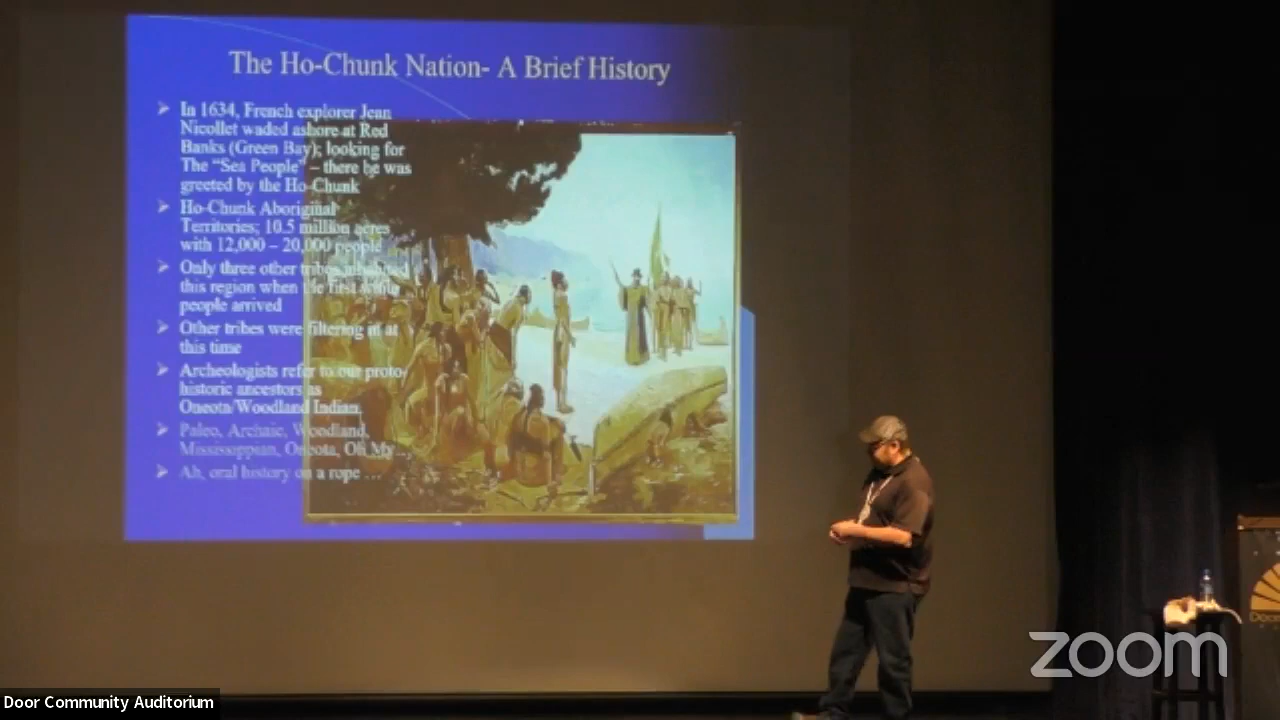 The Ho-Chunk Nation- A Brief History
In 1634, French explorer Jean
Nicollet waded ashore at Red
Banks (Green Bay); looking for
The "Sea People" – there he was
greeted by the Ho-Chunk
Ho-Chunk Aboriginal
Territories; 10.5 million acres
with 12,000 – 20,000 people
Only three other tribes inhabited
this region when the first white
people arrived
Other tribes were filtering in at
this time
Archeologists refer to our proto-
historic ancestors as
Oneota/Woodland Indian.
Paleo, Archaic, Woodland,
Mississippian, Oneota, Oh My...
Ah, oral history on a rope ...
zoom
Door Community Auditorium